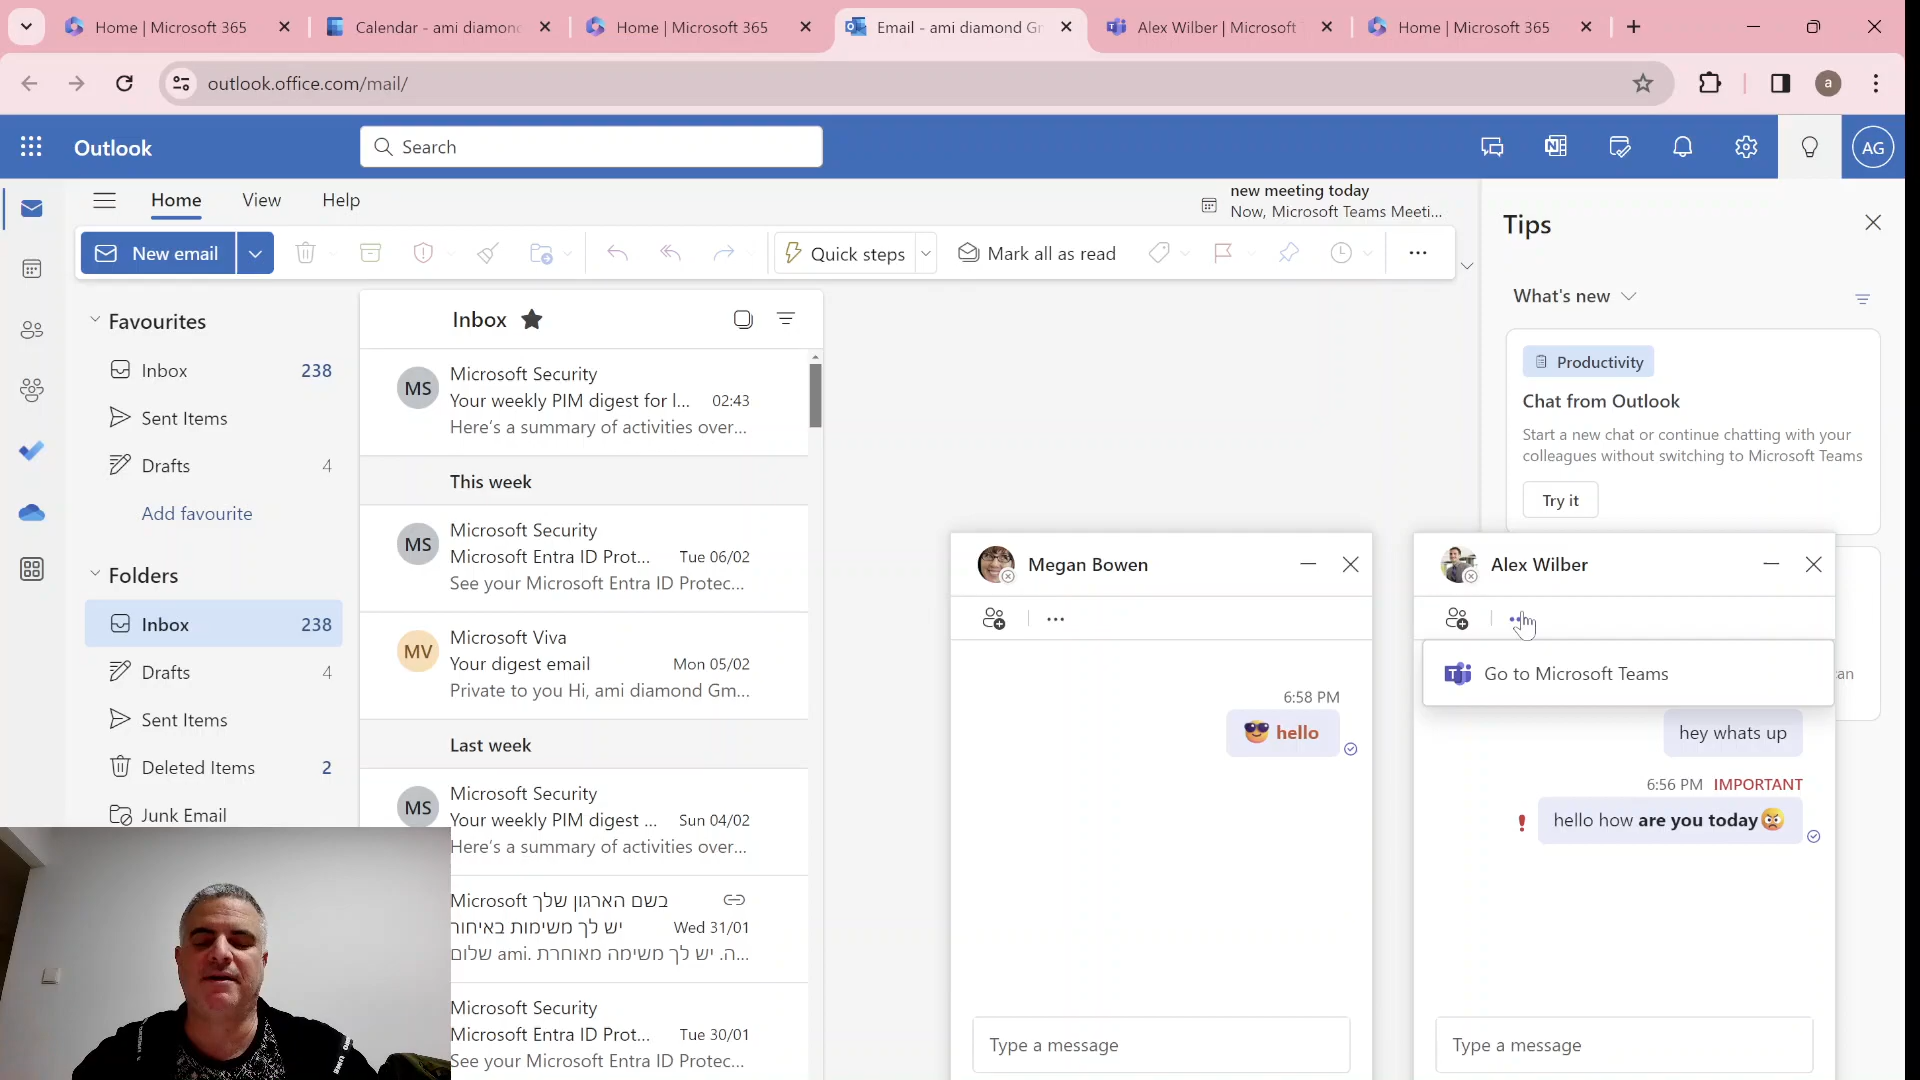 Home | Microsoft 365
Calendar - ami diamond
Home | Microsoft 365
Email - ami diamond Gr
Alex Wilber | Microsoft
Home | Microsoft 365
outlook.office.com/mail/
a
Outlook
Search
AG
Home
View
Help
new meeting today
Now, Microsoft Teams Meeti...
New email
Quick steps
Mark all as read
Tips
What's new
Productivity
Chat from Outlook
Start a new chat or continue chatting with your
colleagues without switching to Microsoft Teams
Try it
Favourites
Inbox 238
Sent Items
Drafts 4
Add favourite
Folders
Inbox 238
Drafts 4
Sent Items
Deleted Items 2
Junk Email
Inbox
MS
Microsoft Security
Your weekly PIM digest for l... 02:43
Here's a summary of activities over...
This week
MS
Microsoft Security
Microsoft Entra ID Prot... Tue 06/02
See your Microsoft Entra ID Protec...
MV
Microsoft Viva
Your digest email Mon 05/02
Private to you Hi, ami diamond Gm...
Last week
MS
Microsoft Security
Your weekly PIM digest ... Sun 04/02
Here's a summary of activities over...
Microsoft בשם הארגון שלך
יש לך משימות באיחור Wed 31/01
שלום ami. יש לך משימה מאוחרת .ה...
Microsoft Security
Microsoft Entra ID Prot... Tue 30/01
See your Microsoft Entra ID Protec...
Megan Bowen
6:58 PM
😎 hello
Type a message
Alex Wilber
Go to Microsoft Teams
an
hey whats up
6:56 PM IMPORTANT
! hello how are you today😠
Type a message